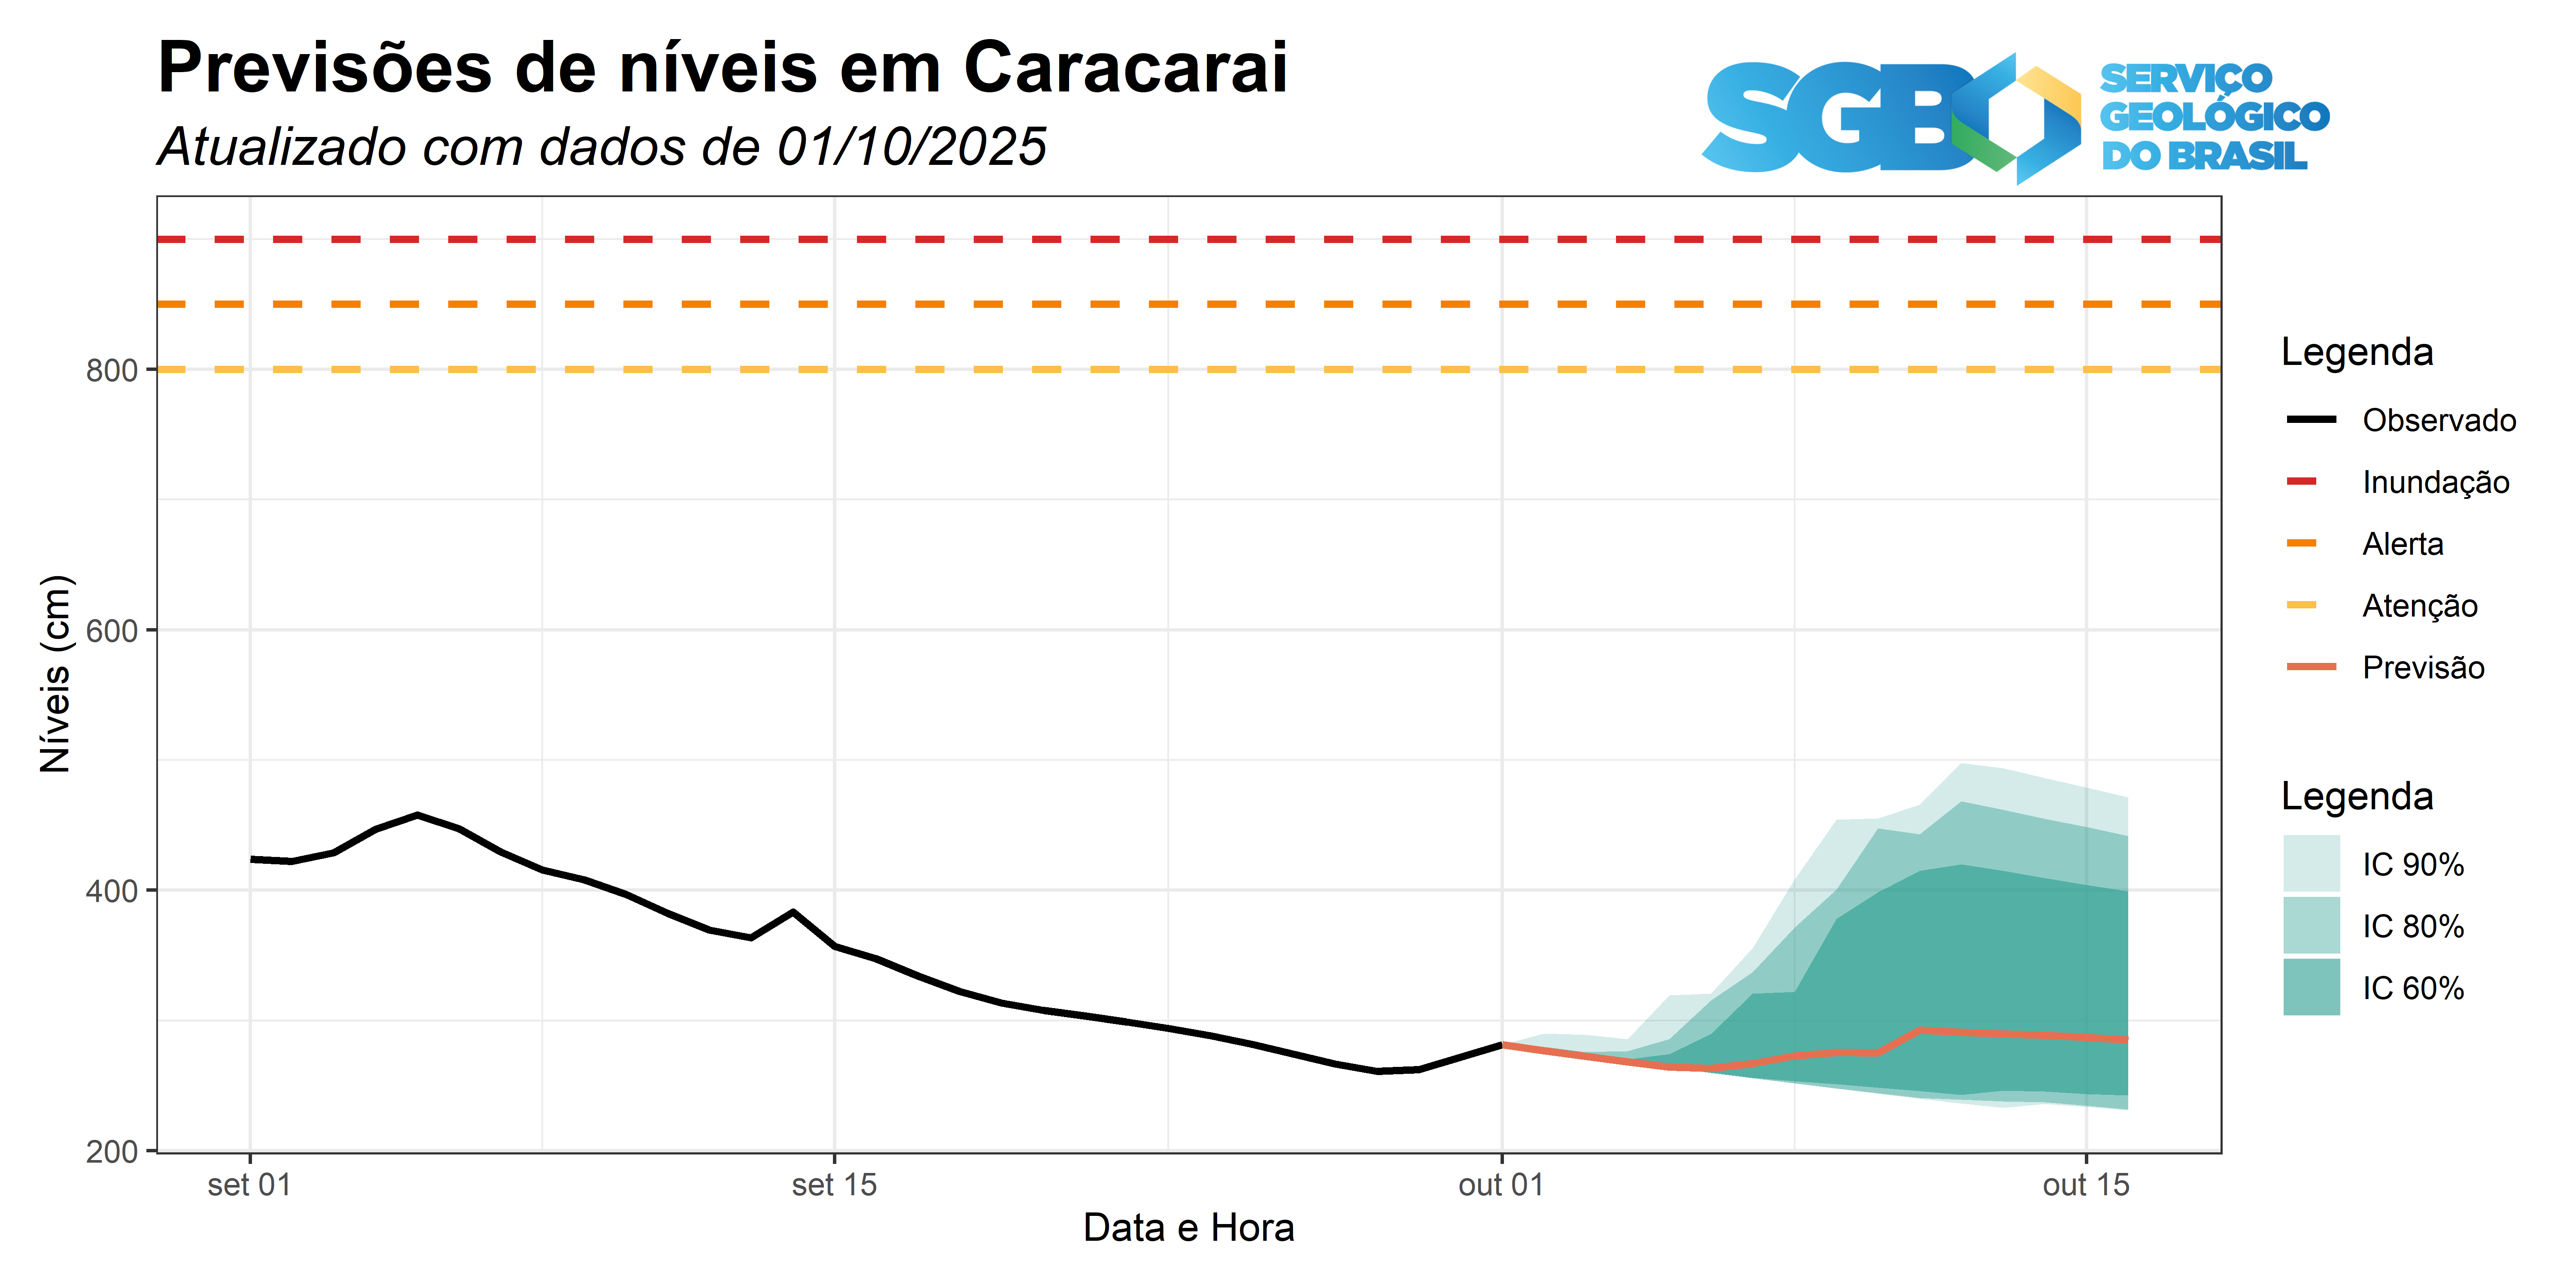 Previsões de níveis em Caracarai
Atualizado com dados de 01/10/2025
SGB
SERVIÇO
GEOLÓGICO
DO BRASIL
Níveis (cm)
800
600
400
200
set 01
set 15
out 01
out 15
Data e Hora
Legenda
Observado
Inundação
Alerta
Atenção
Previsão
Legenda
IC 90%
IC 80%
IC 60%